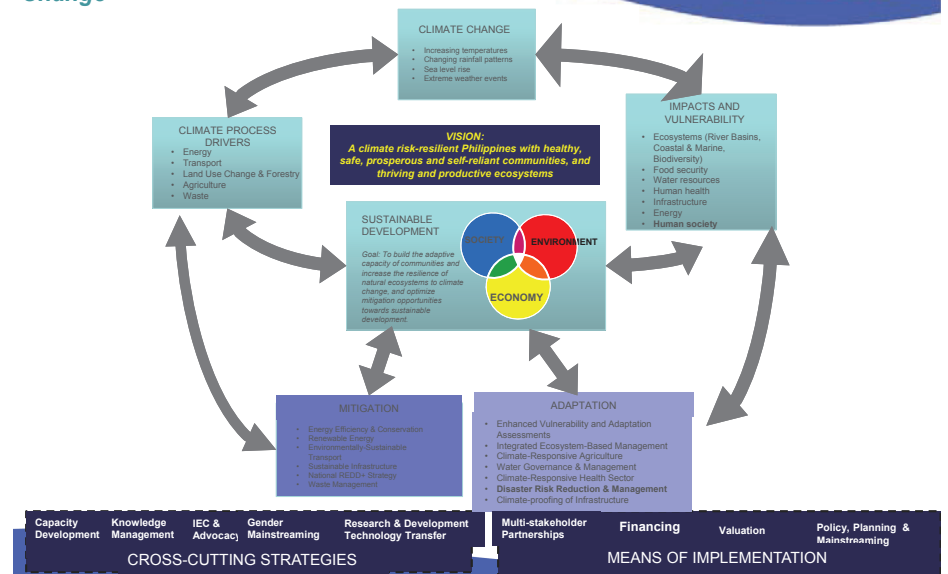 CLIMATE CHANGE
• Increasing temperatures
• Changing rainfall patterns
• Sea level rise
• Extreme weather events
CLIMATE PROCESS
DRIVERS
• Energy
• Transport
• Land Use Change & Forestry
• Agriculture
• Waste
VISION:
A climate risk-resilient Philippines with healthy,
safe, prosperous and self-reliant communities, and
thriving and productive ecosystems
IMPACTS AND
VULNERABILITY
• Ecosystems (River Basins,
Coastal & Marine,
Biodiversity)
• Food security
• Water resources
• Human health
• Infrastructure
• Energy
• Human society
SUSTAINABLE
DEVELOPMENT
Goal: To build the adaptive
capacity of communities and
increase the resilience of
natural ecosystems to climate
change, and optimize
mitigation opportunities
towards sustainable
development.
SOCIETY
ENVIRONMENT
ECONOMY
MITIGATION
• Energy Efficiency & Conservation
• Renewable Energy
• Environmentally-Sustainable
Transport
• Sustainable Infrastructure
• National REDD+ Strategy
• Waste Management
ADAPTATION
• Enhanced Vulnerability and Adaptation
Assessments
• Integrated Ecosystem-Based Management
• Climate-Responsive Agriculture
• Water Governance & Management
• Climate-Responsive Health Sector
• Disaster Risk Reduction & Management
• Climate-proofing of Infrastructure
Capacity
Development
Knowledge
Management
IEC &
Advocacy
Gender
Mainstreaming
Research & Development
Technology Transfer
CROSS-CUTTING STRATEGIES
Multi-stakeholder
Partnerships
Financing
Valuation
Policy, Planning &
Mainstreaming
MEANS OF IMPLEMENTATION